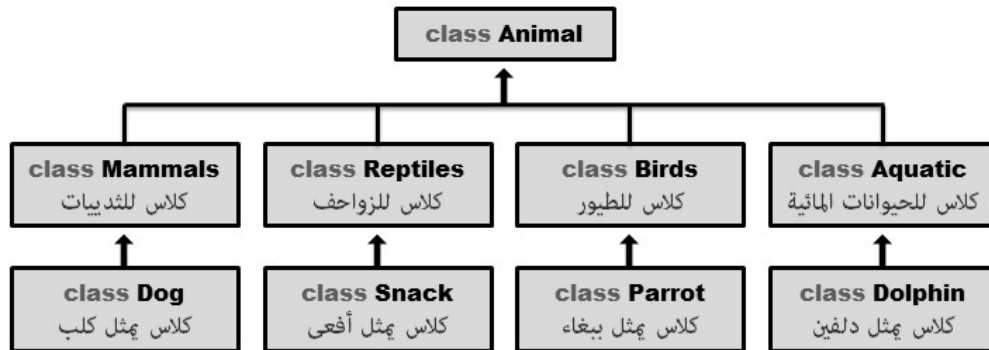 class Animal
class Mammals
كلاس للثدييات
class Reptiles
كلاس للزواحف
class Birds
كلاس للطيور
class Aquatic
كلاس للحيوانات المائية
class Dog
كلاس يمثل كلب
class Snack
كلاس يمثل أفعى
class Parrot
كلاس يمثل ببغاء
class Dolphin
كلاس يمثل دلفين